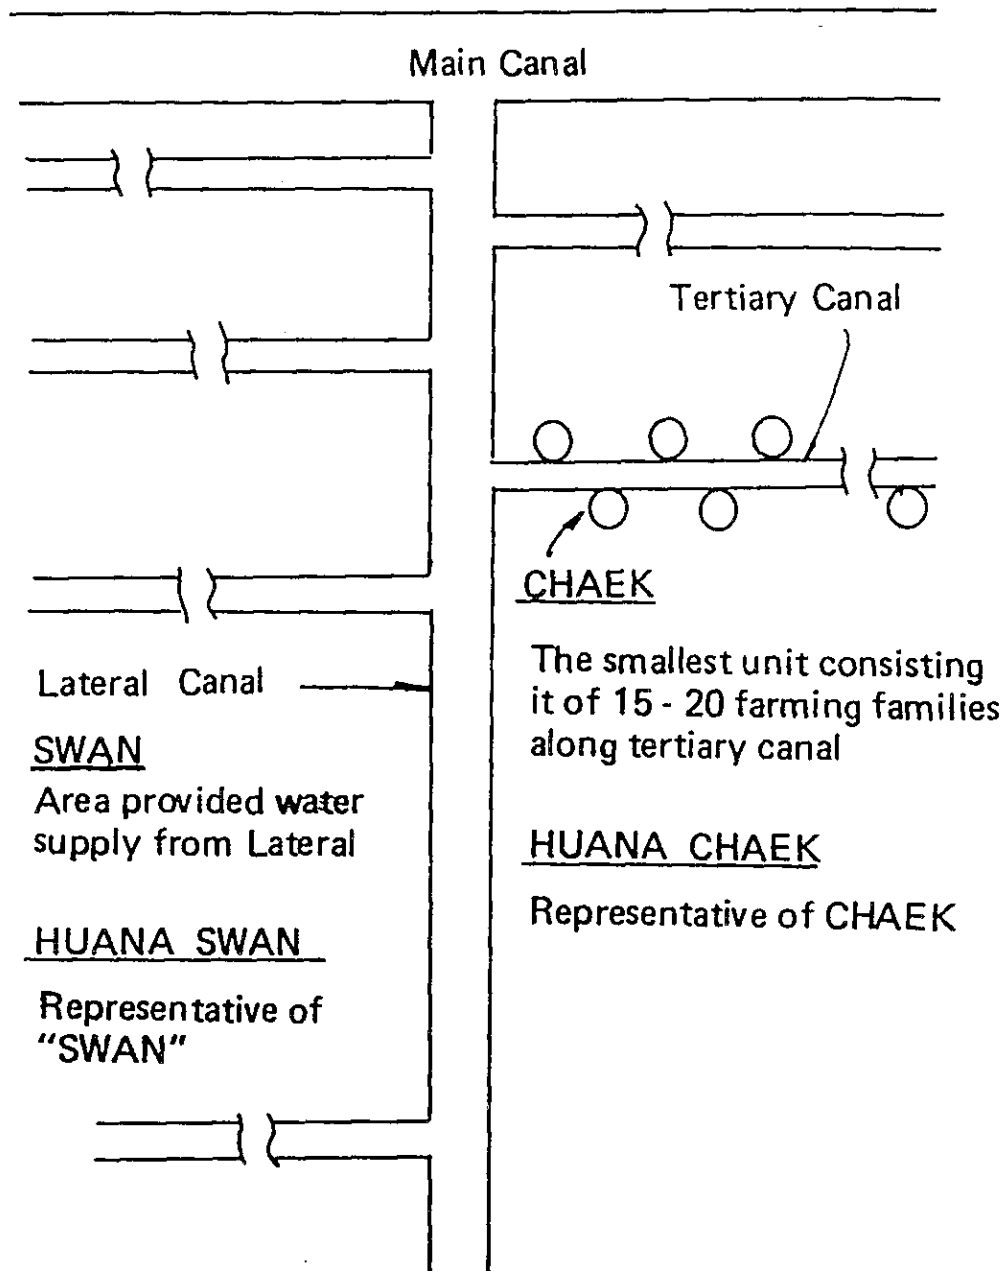 Main Canal
Tertiary Canal
CHAEK
The smallest unit consisting
it of 15 - 20 farming families
along tertiary canal
HUANA CHAEK
Representative of CHAEK
Lateral Canal
SWAN
Area provided water
supply from Lateral
HUANA SWAN
Representative of
"SWAN"